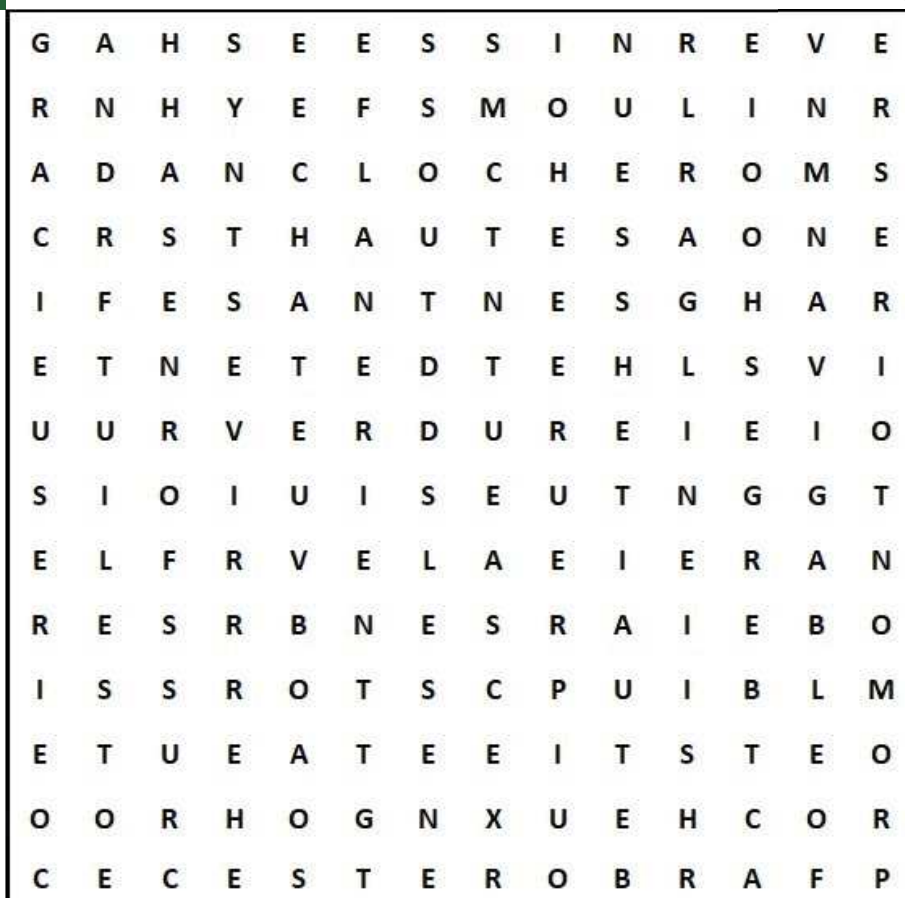 G A H S E E S S I N R E V E
R N H Y E F S M O U L I N R
A D A N C L O C H E R O M S
C R S T H A U T E S A O N E
I F E S A N T N E S G H A R
E T N E T E D T E H L S V I
U U R V E R D U R E I E I O
S I O I U I S E U T N G G T
E L F R V E L A E I E R A N
R E S R B N E S R A I E B O
I S S R O T S C P U I B L M
E T U E A T E E I T S T E O
O O R H O G N X U E H C O R
C E C E S T E R O B R A F P